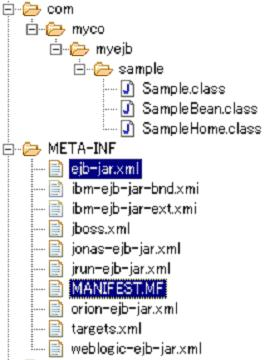 com
myco
myejb
sample
Sample.class
SampleBean.class
SampleHome.class
META-INF
ejb-jar.xml
ibm-ejb-jar-bnd.xmi
ibm-ejb-jar-ext.xmi
jboss.xml
jonas-ejb-jar.xml
jrun-ejb-jar.xml
MANIFEST.MF
orion-ejb-jar.xml
targets.xml
weblogic-ejb-jar.xml